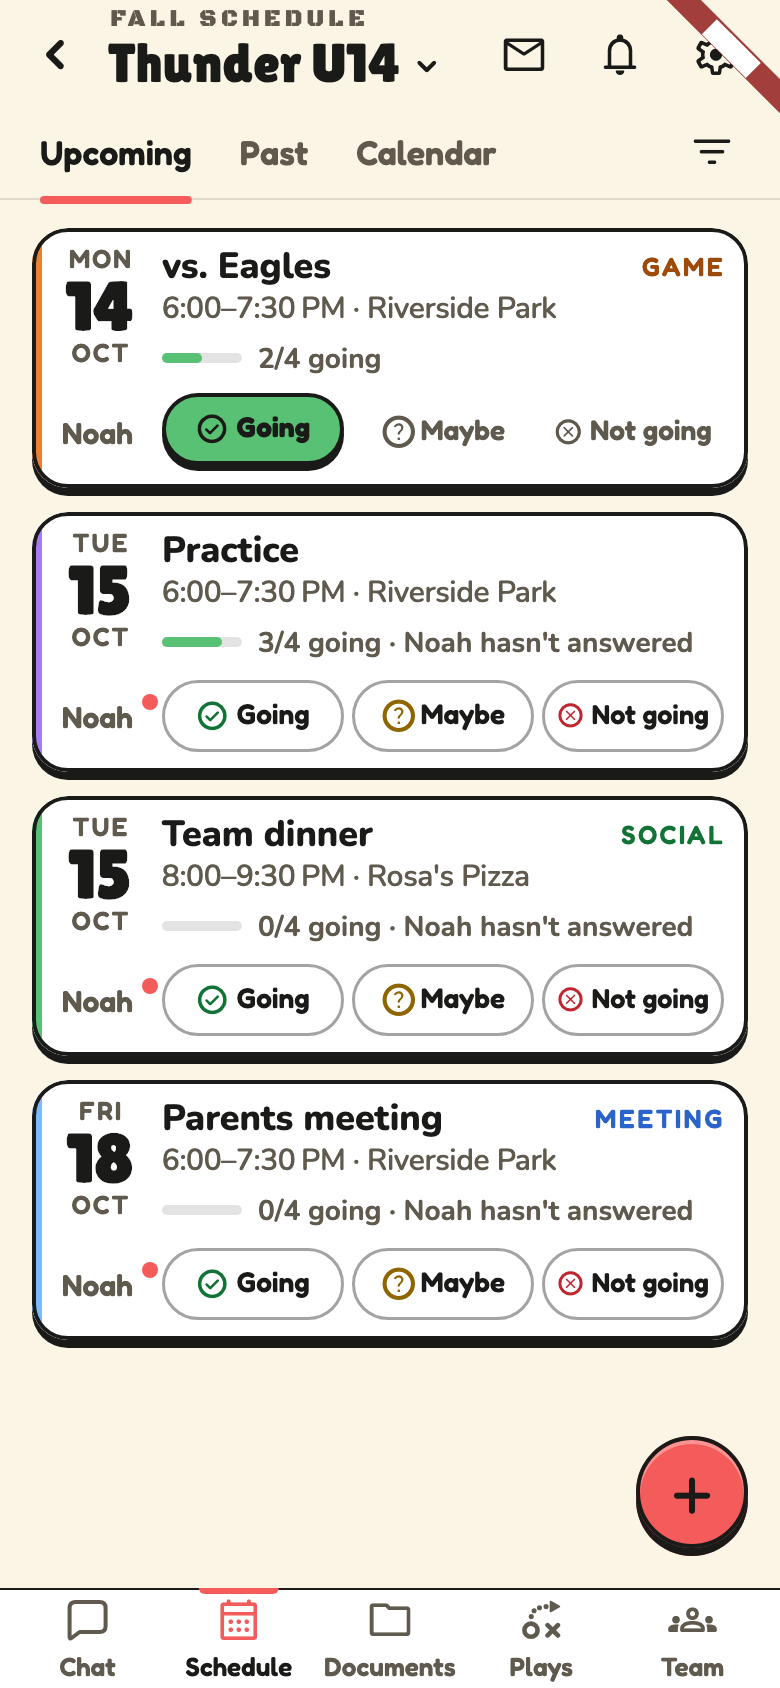 FALL SCHEDULE
Thunder U14
Upcoming Past Calendar
MON
14
OCT
vs. Eagles
GAME
6:00–7:30 PM · Riverside Park
2/4 going
Noah
Going
Maybe
Not going
TUE
15
OCT
Practice
6:00–7:30 PM · Riverside Park
3/4 going · Noah hasn't answered
Noah
Going
Maybe
Not going
TUE
15
OCT
Team dinner
SOCIAL
8:00–9:30 PM · Rosa's Pizza
0/4 going · Noah hasn't answered
Noah
Going
Maybe
Not going
FRI
18
OCT
Parents meeting
MEETING
6:00–7:30 PM · Riverside Park
0/4 going · Noah hasn't answered
Noah
Going
Maybe
Not going
Chat Schedule Documents Plays Team